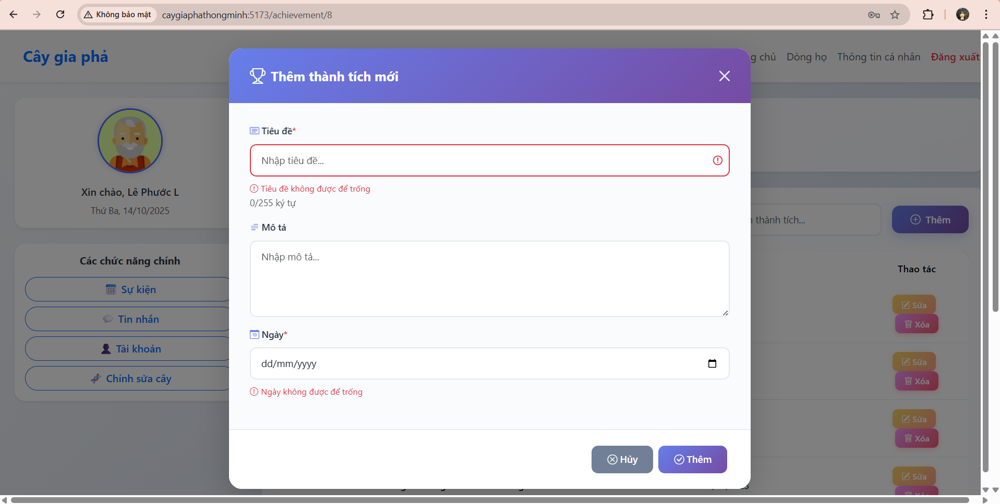 Không bảo mật
caygiaphathongminh:5173/achievement/8
Cây gia phả
chủ
Dòng họ
Thông tin cá nhân
Đăng xuất
Thêm thành tích mới
Xin chào, Lê Phước L
Thứ Ba, 14/10/2025
Các chức năng chính
Sự kiện
Tin nhắn
Tài khoản
Chỉnh sửa cây
Tiêu đề*
Nhập tiêu đề...
Tiêu đề không được để trống
0/255 ký tự
Mô tả
Nhập mô tả...
19 Ngày*
dd/mm/yyyy
Ngày không được để trống
Hủy
Thêm
thành tích...
Thêm
Thao tác
Sửa
Xóa
Sửa
Xóa
Sửa
Xóa
Sửa
Xóa